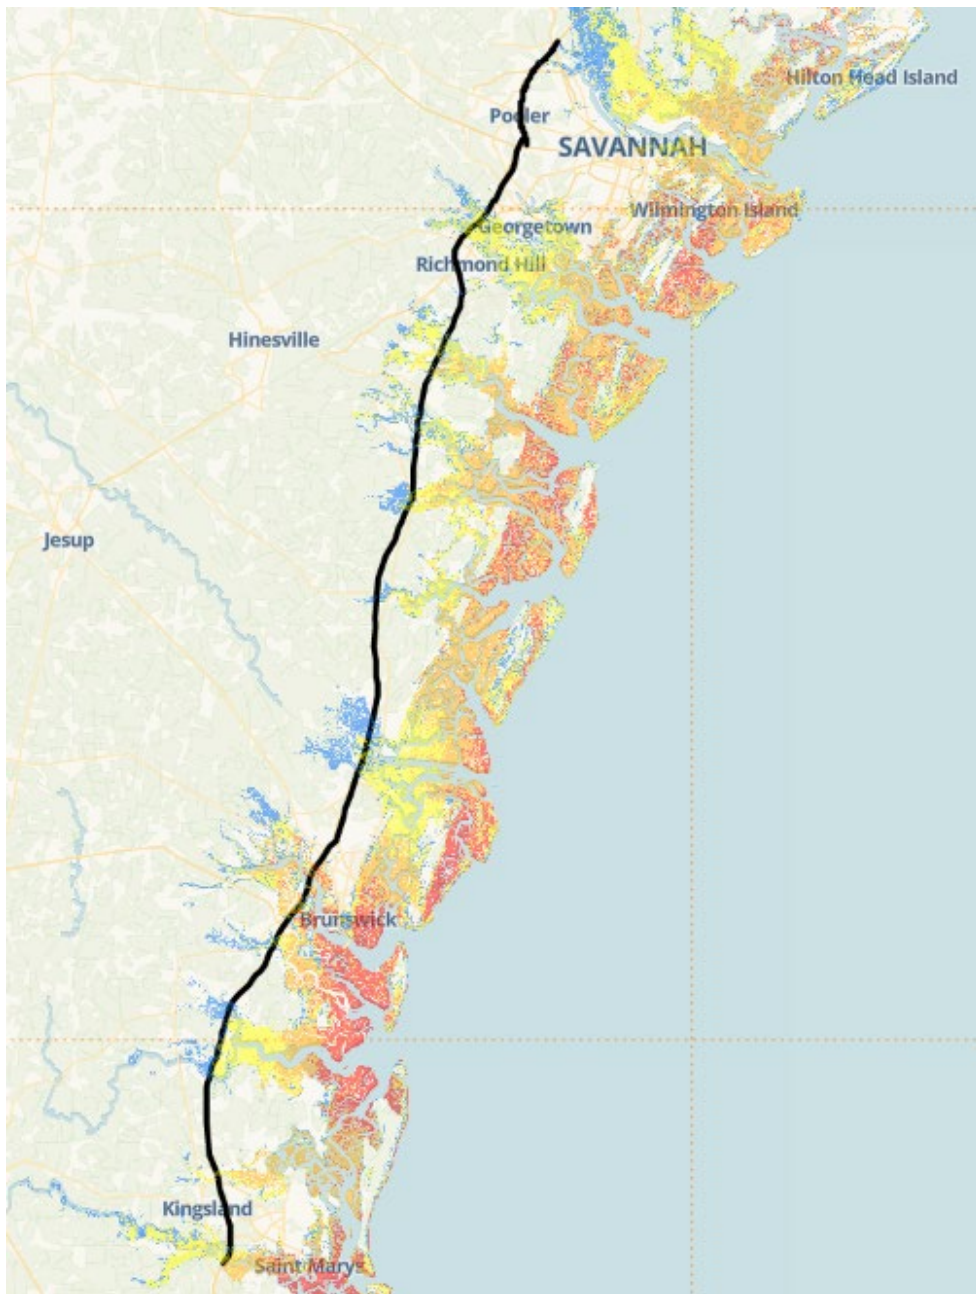 Hilton Head Island
Pooler
SAVANNAH
Wilmington Island
Georgetown
Richmond Hill
Hinesville
Jesup
Brunswick
Kingsland
Saint Marys